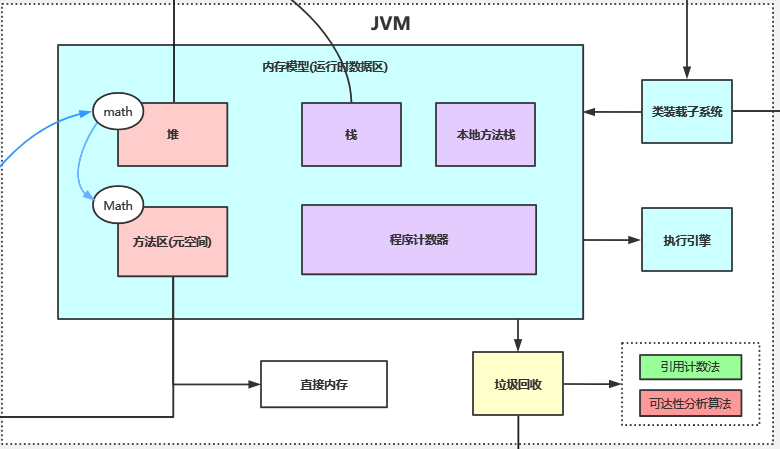 JVM
内存模型(运行时数据区)
math
堆
栈
本地方法栈
类装载子系统
Math
方法区(元空间)
程序计数器
执行引擎
直接内存
垃圾回收
引用计数法
可达性分析算法